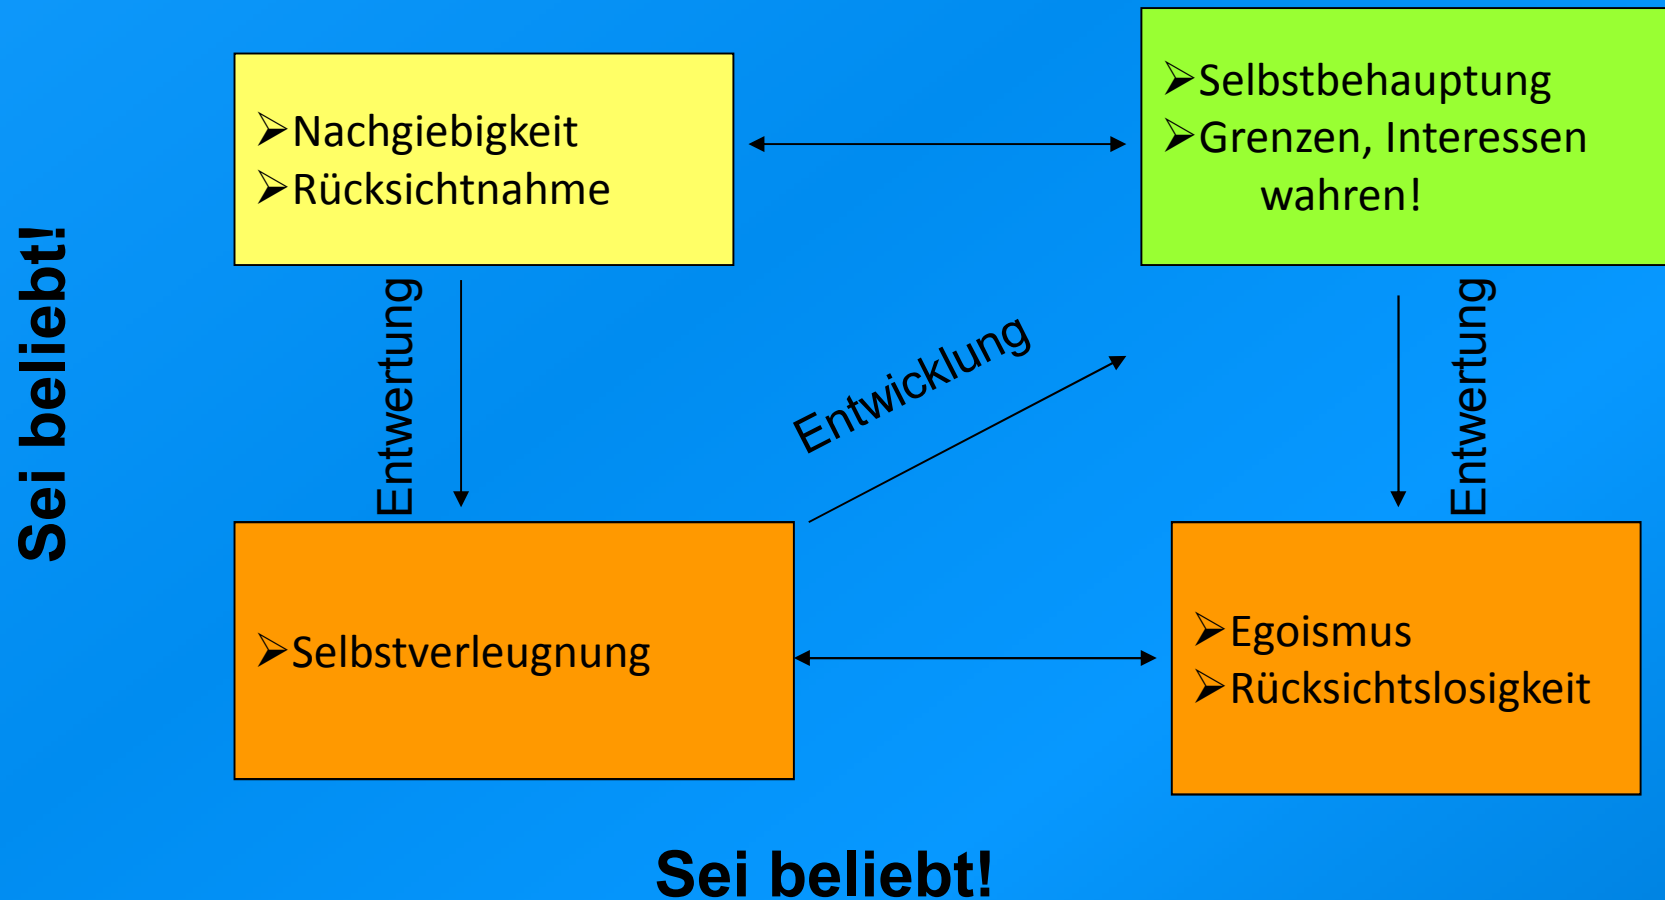 ➢Nachgiebigkeit
➢Rücksichtnahme
➢Selbstbehauptung
➢Grenzen, Interessen
wahren!
Sei beliebt!
Entwertung
Entwicklung
Entwertung
➢Selbstverleugnung
➢Egoismus
➢Rücksichtslosigkeit
Sei beliebt!